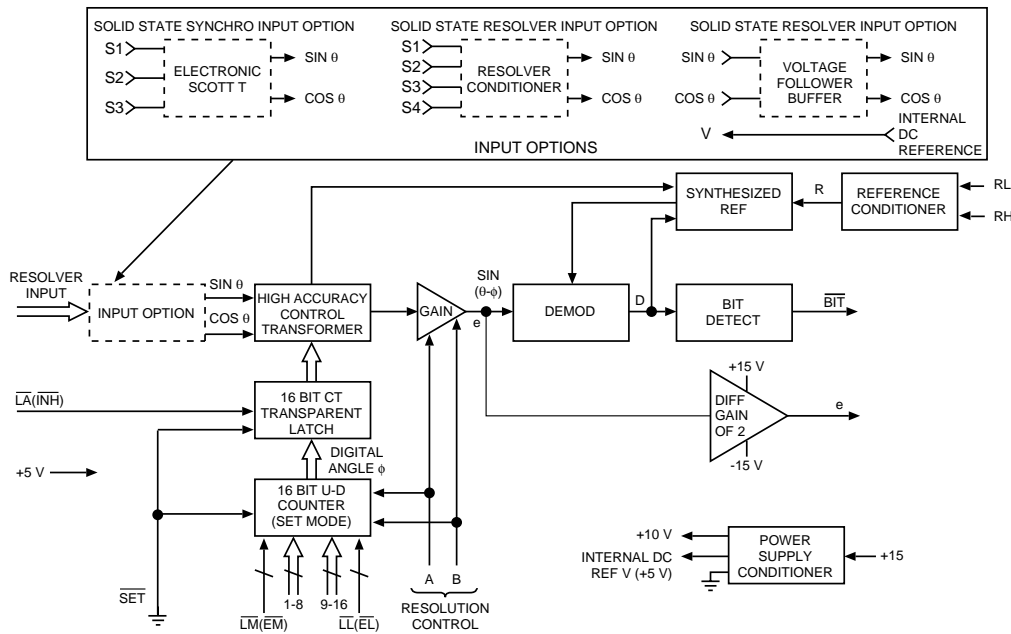 SOLID STATE SYNCHRO INPUT OPTION
S1
S2
S3
ELECTRONIC
SCOTT T
SIN θ
COS θ
SOLID STATE RESOLVER INPUT OPTION
S1
S2
S3
S4
RESOLVER
CONDITIONER
SIN θ
COS θ
SOLID STATE RESOLVER INPUT OPTION
SIN θ
COS θ
VOLTAGE
FOLLOWER
BUFFER
SIN θ
COS θ
V
INTERNAL
DC
REFERENCE
INPUT OPTIONS
SYNTHESIZED
REF
R
REFERENCE
CONDITIONER
RL
RH
RESOLVER
INPUT
INPUT OPTION
SIN θ
COS θ
HIGH ACCURACY
CONTROL
TRANSFORMER
GAIN
SIN
(θ-ϕ)
e
DEMOD
D
BIT
DETECT
BIT
LA(INH)
16 BIT CT
TRANSPARENT
LATCH
+15 V
DIFF
GAIN
OF 2
-15 V
e
DIGITAL
ANGLE ϕ
+5 V
16 BIT U-D
COUNTER
(SET MODE)
SET
LM(EM)
1-8
9-16
LL(EL)
A
B
RESOLUTION
CONTROL
+10 V
INTERNAL DC
REF V (+5 V)
POWER
SUPPLY
CONDITIONER
+15